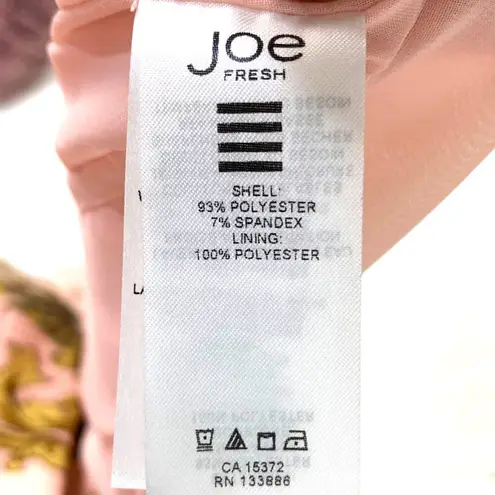 Joe
FRESH
SHELL:
93% POLYESTER
7% SPANDEX
LINING:
100% POLYESTER
CA 15372
RN 133886